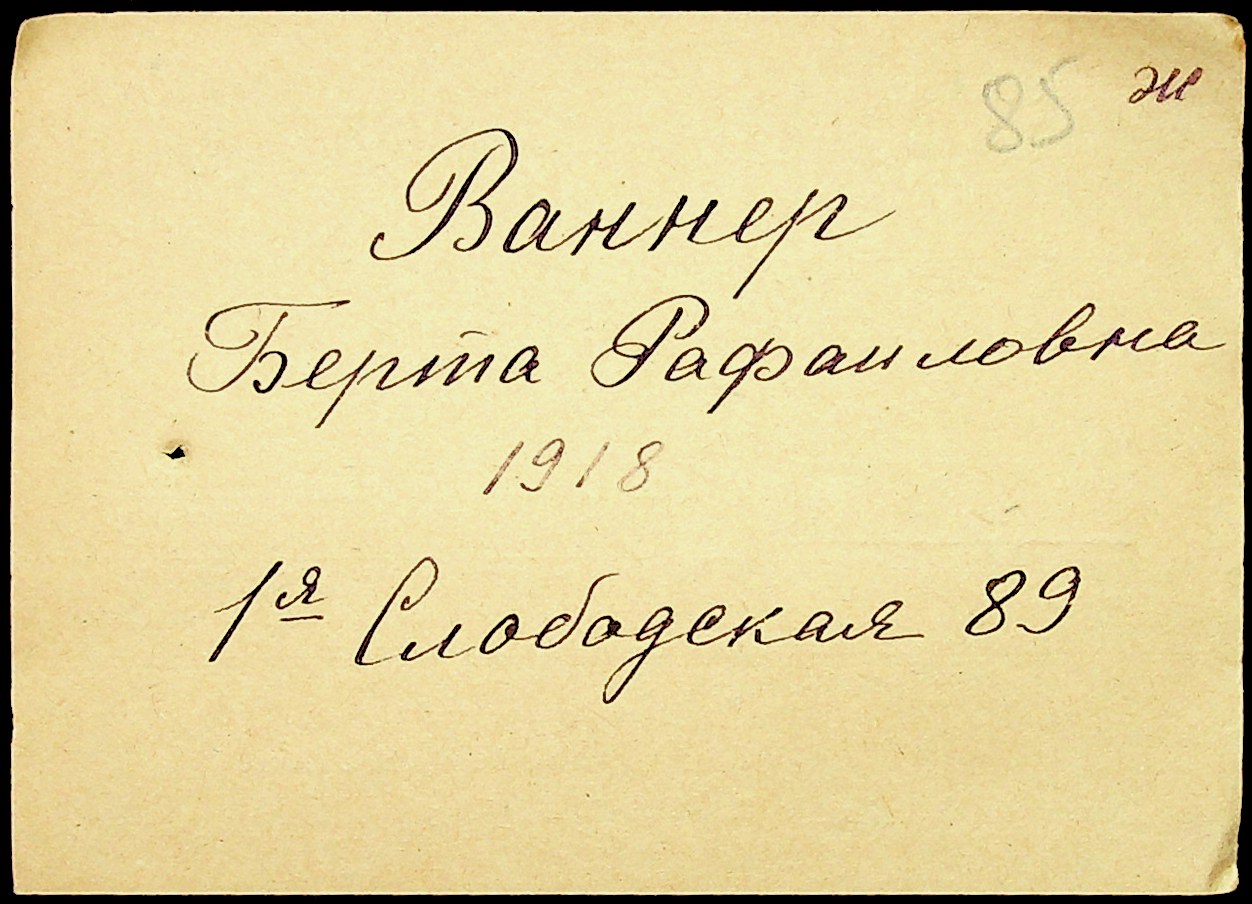 85 ж
Ваннер
Берта Рафаиловна
1918
1я Слободская 89